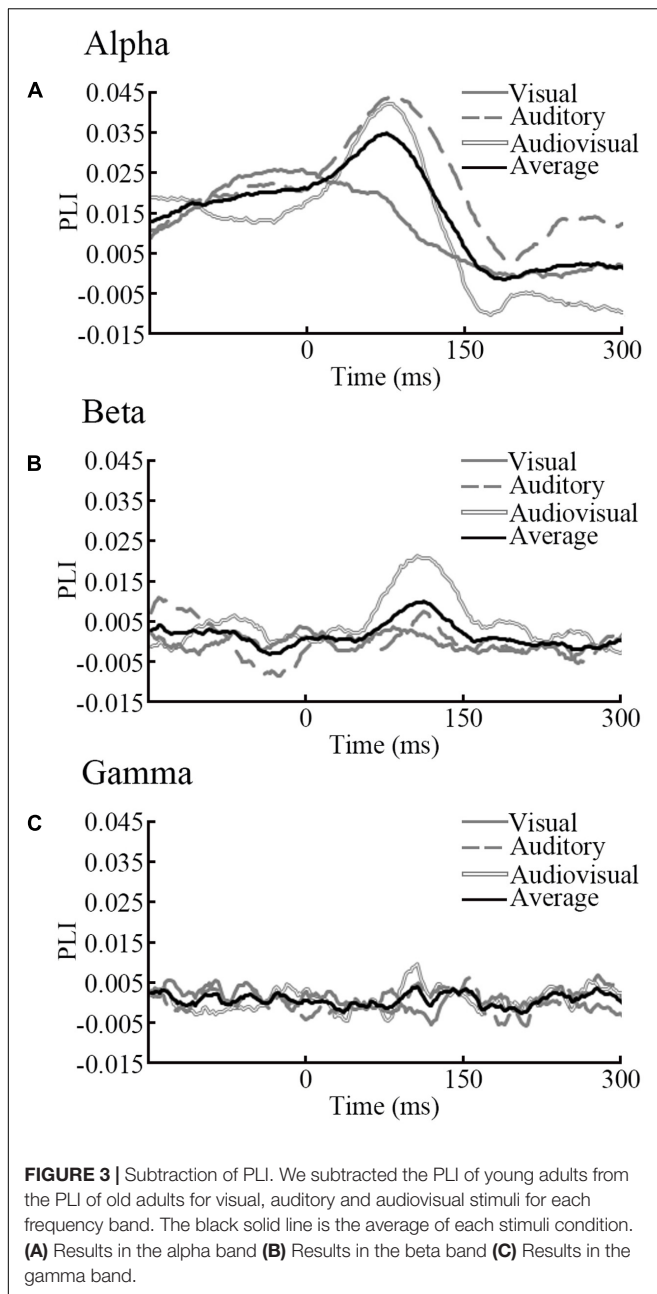 Alpha
A
0.045
0.035
0.025
0.015
0.005
-0.005
-0.015
PLI
Visual
Auditory
Audiovisual
Average
0 150 300
Time (ms)
Beta
B
0.045
0.035
0.025
0.015
0.005
-0.005
-0.015
PLI
Visual
Auditory
Audiovisual
Average
0 150 300
Time (ms)
Gamma
C
0.045
0.035
0.025
0.015
0.005
-0.005
-0.015
PLI
Visual
Auditory
Audiovisual
Average
0 150 300
Time (ms)
FIGURE 3 | Subtraction of PLI. We subtracted the PLI of young adults from
the PLI of old adults for visual, auditory and audiovisual stimuli for each
frequency band. The black solid line is the average of each stimuli condition.
(A) Results in the alpha band (B) Results in the beta band (C) Results in the
gamma band.